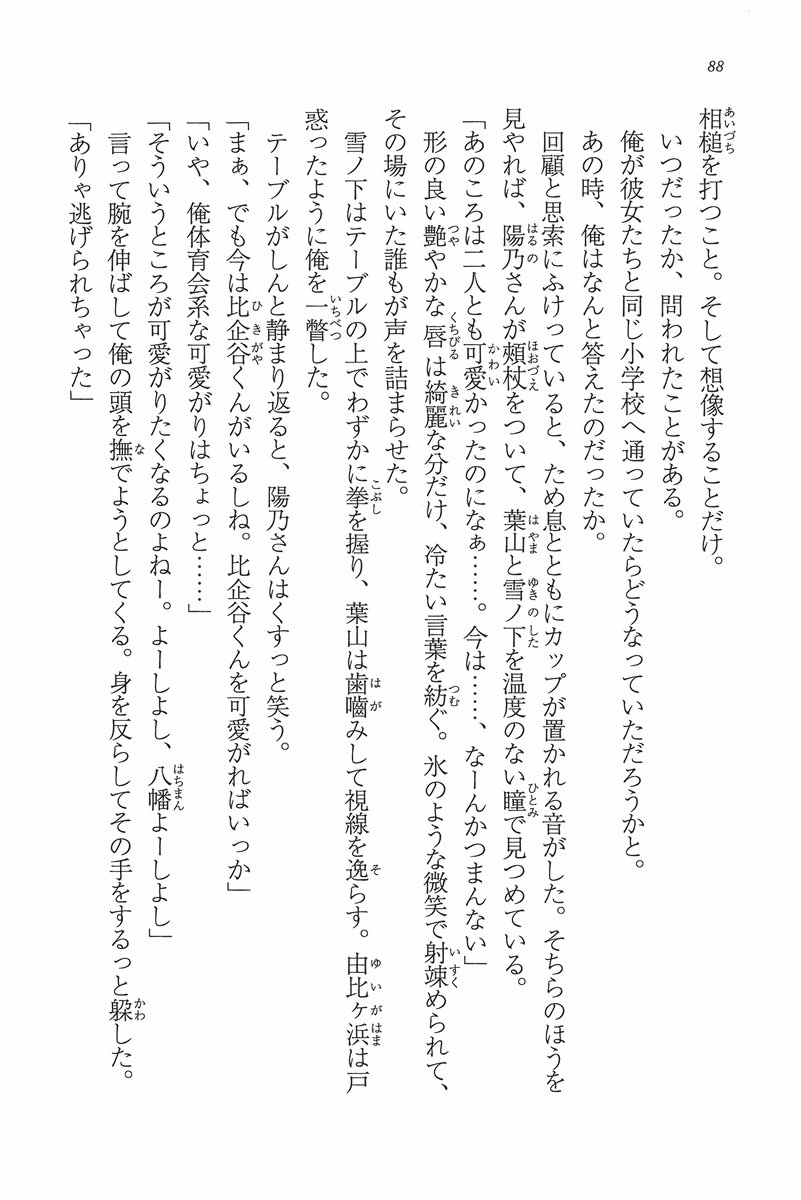 88
相槌を打つこと。そして想像することだけ。
いつだったか、問われたことがある。
俺が彼女たちと同じ小学校へ通っていたらどうなっていただろうかと。
あの時、俺はなんと答えたのだったか。
回顧と思索にふけっていると、ため息とともにカップが置かれる音がした。そちらのほうを
見やれば、陽乃さんが頬杖をついて、葉山と雪ノ下を温度のない瞳で見つめている。
「あのころは二人とも可愛かったのになぁ……。今は……、なーんかつまんない」
形の良い艶やかな唇は綺麗な分だけ、冷たい言葉を紡ぐ。氷のような微笑で射竦められて、
その場にいた誰もが声を詰まらせた。
雪ノ下はテーブルの上でわずかに拳を握り、葉山は歯嚙みして視線を逸らす。由比ヶ浜は戸
惑ったように俺を一瞥した。
テーブルがしんと静まり返ると、陽乃さんはくすっと笑う。
「まぁ、でも今は比企谷くんがいるしね。比企谷くんを可愛がればいっか」
「いや、俺体育会系な可愛がりはちょっと……」
「そういうところが可愛がりたくなるのよねー。よーしよし、八幡よーしよし」
言って腕を伸ばして俺の頭を撫でようとしてくる。身を反らしてその手をするっと躱した。
「ありゃ逃げられちゃった」